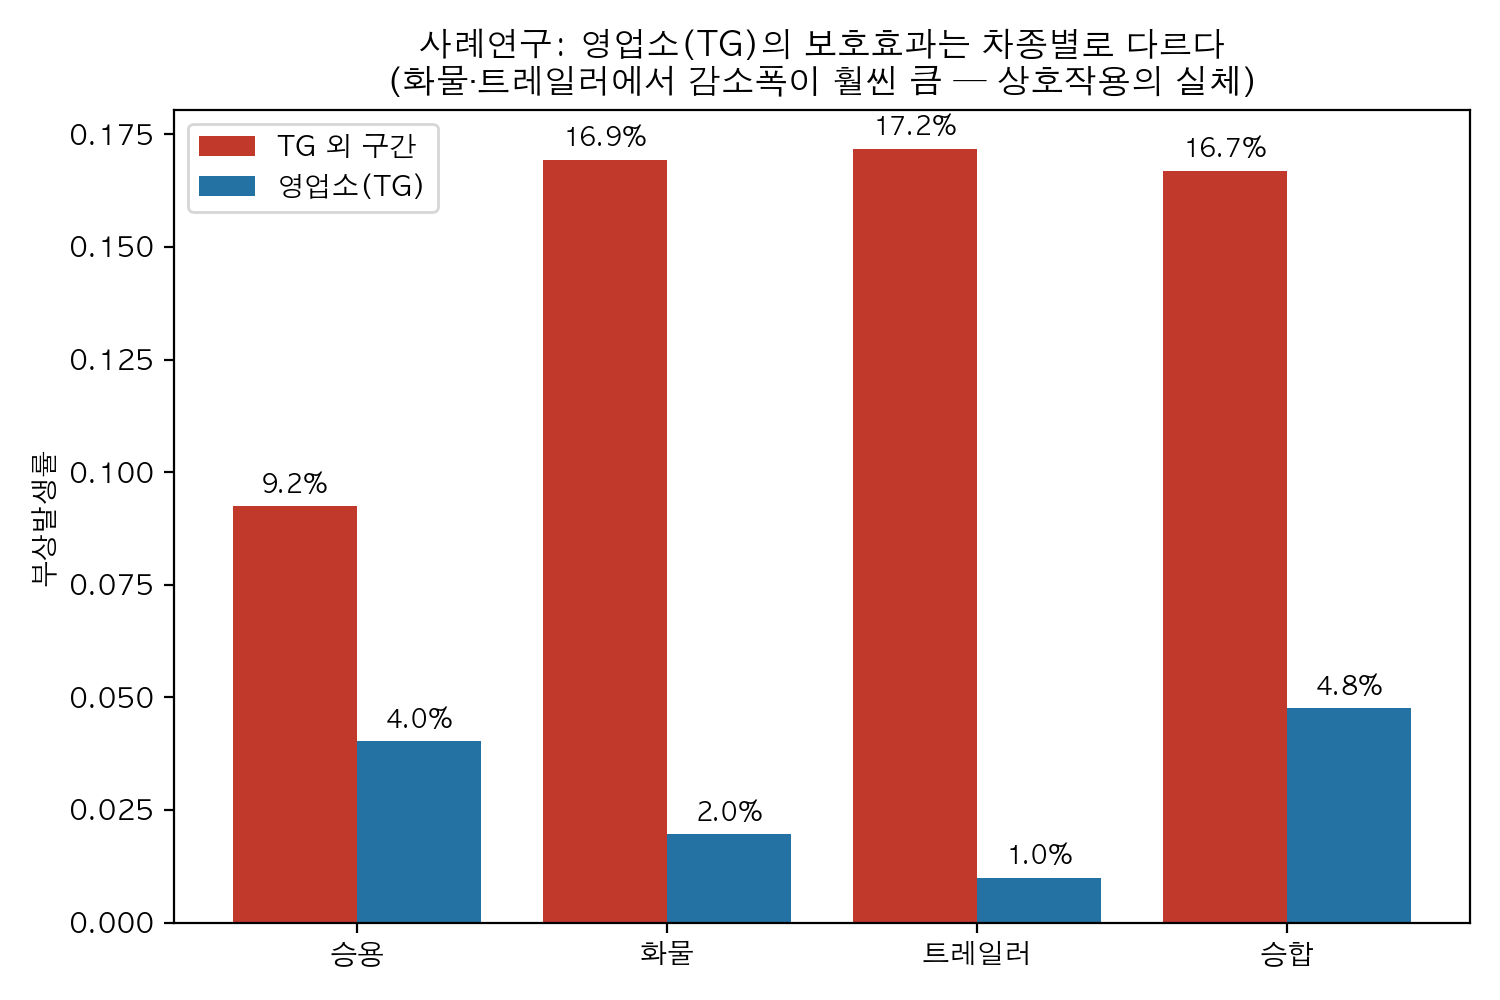 사례연구: 영업소(TG)의 보호효과는 차종별로 다르다
(화물·트레일러에서 감소폭이 훨씬 큼 — 상호작용의 실체)
TG 외 구간
영업소(TG)
부상발생률
0.175
0.150
0.125
0.100
0.075
0.050
0.025
0.000
9.2%
4.0%
16.9%
2.0%
17.2%
1.0%
16.7%
4.8%
승용
화물
트레일러
승합